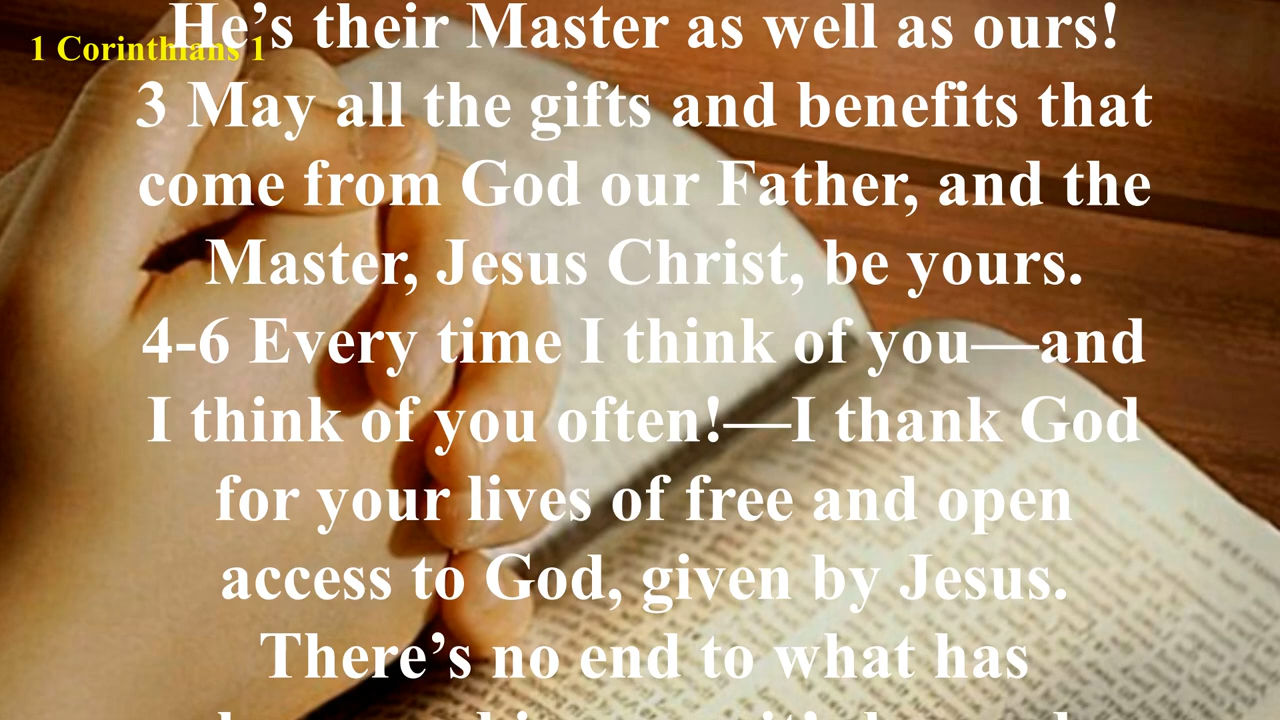 He’s their Master as well as ours!
1 Corinthians 1
3 May all the gifts and benefits that
come from God our Father, and the
Master, Jesus Christ, be yours.
4-6 Every time I think of you—and
I think of you often!—I thank God
for your lives of free and open
access to God, given by Jesus.
There’s no end to what has